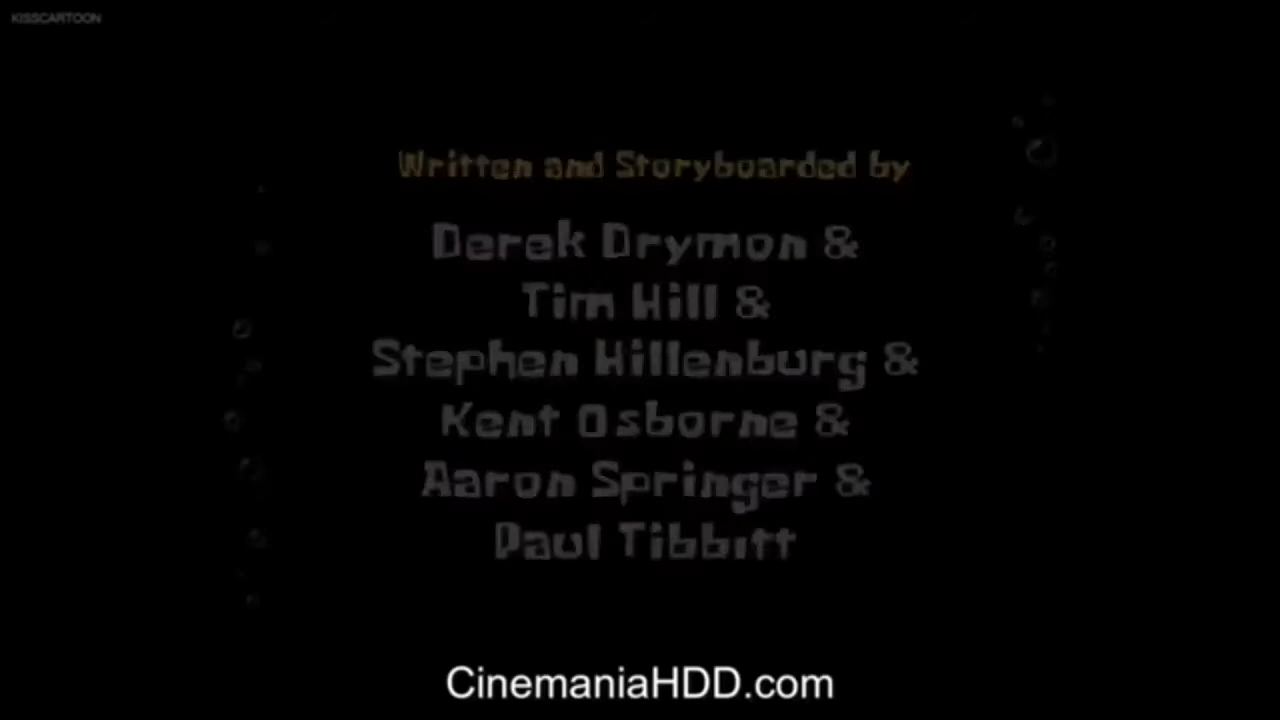 KISSCARTOON
Written and Storyboarded by
Derek Drymon &
Tim Hill &
Stephen Hillenburg &
Kent Osborne &
Aaron Springer &
Paul Tibbitt
CinemaniaHDD.com